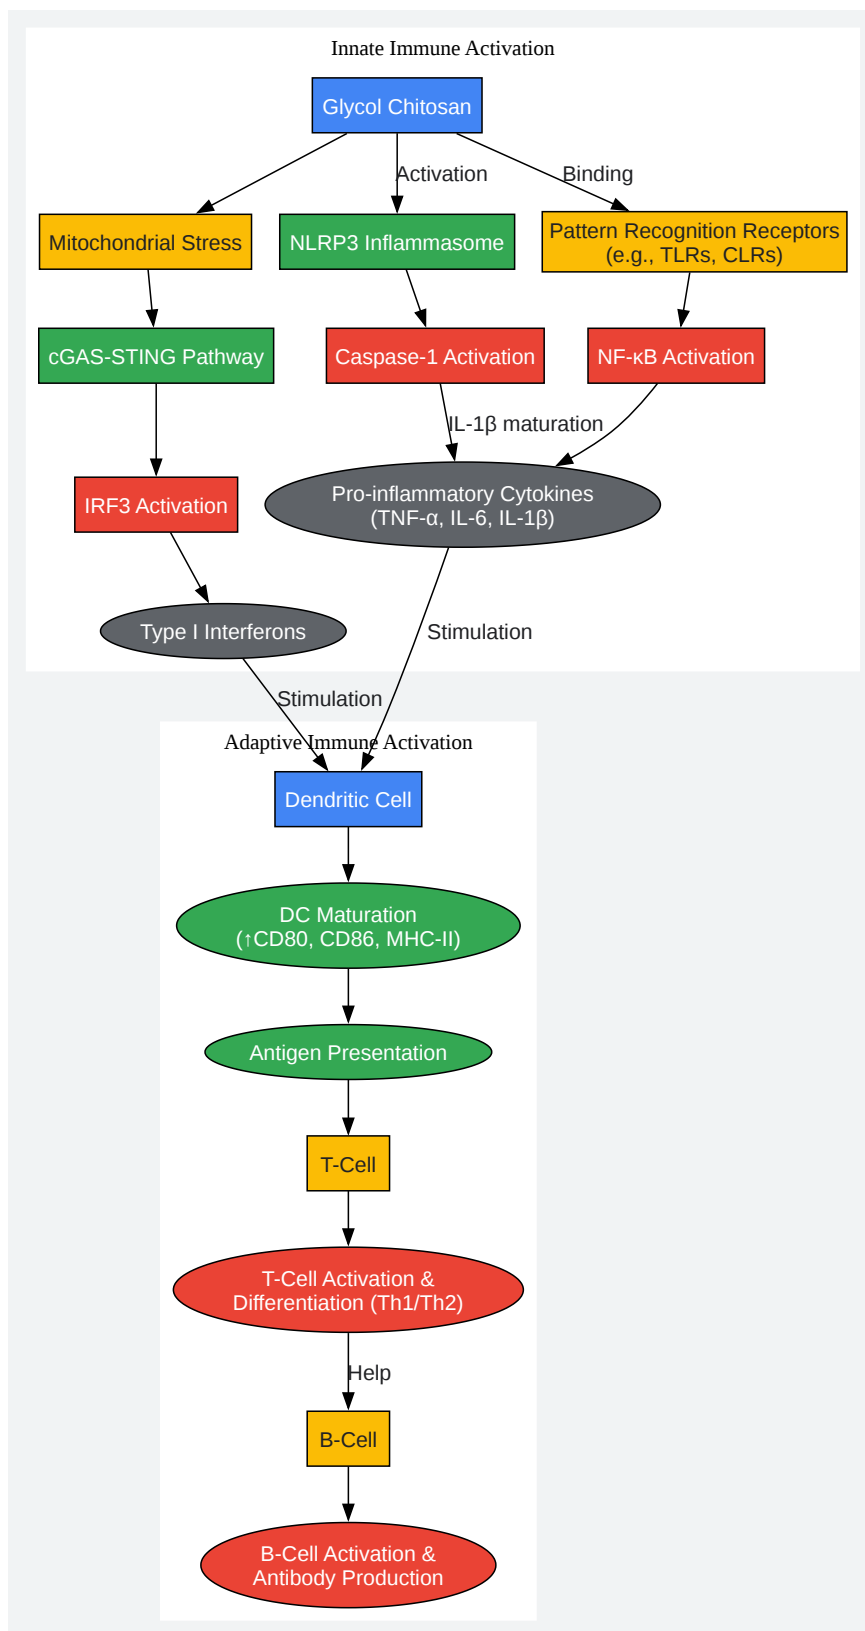 Innate Immune Activation
Glycol Chitosan
Activation
Binding
Mitochondrial Stress
NLRP3 Inflammasome
Pattern Recognition Receptors
(e.g., TLRs, CLRs)
cGAS-STING Pathway
Caspase-1 Activation
NF-κB Activation
IL-1β maturation
IRF3 Activation
Pro-inflammatory Cytokines
(TNF-α, IL-6, IL-1β)
Type I Interferons
Stimulation
Stimulation
Adaptive Immune Activation
Dendritic Cell
DC Maturation
(↑CD80, CD86, MHC-II)
Antigen Presentation
T-Cell
T-Cell Activation &
Differentiation (Th1/Th2)
Help
B-Cell
B-Cell Activation &
Antibody Production